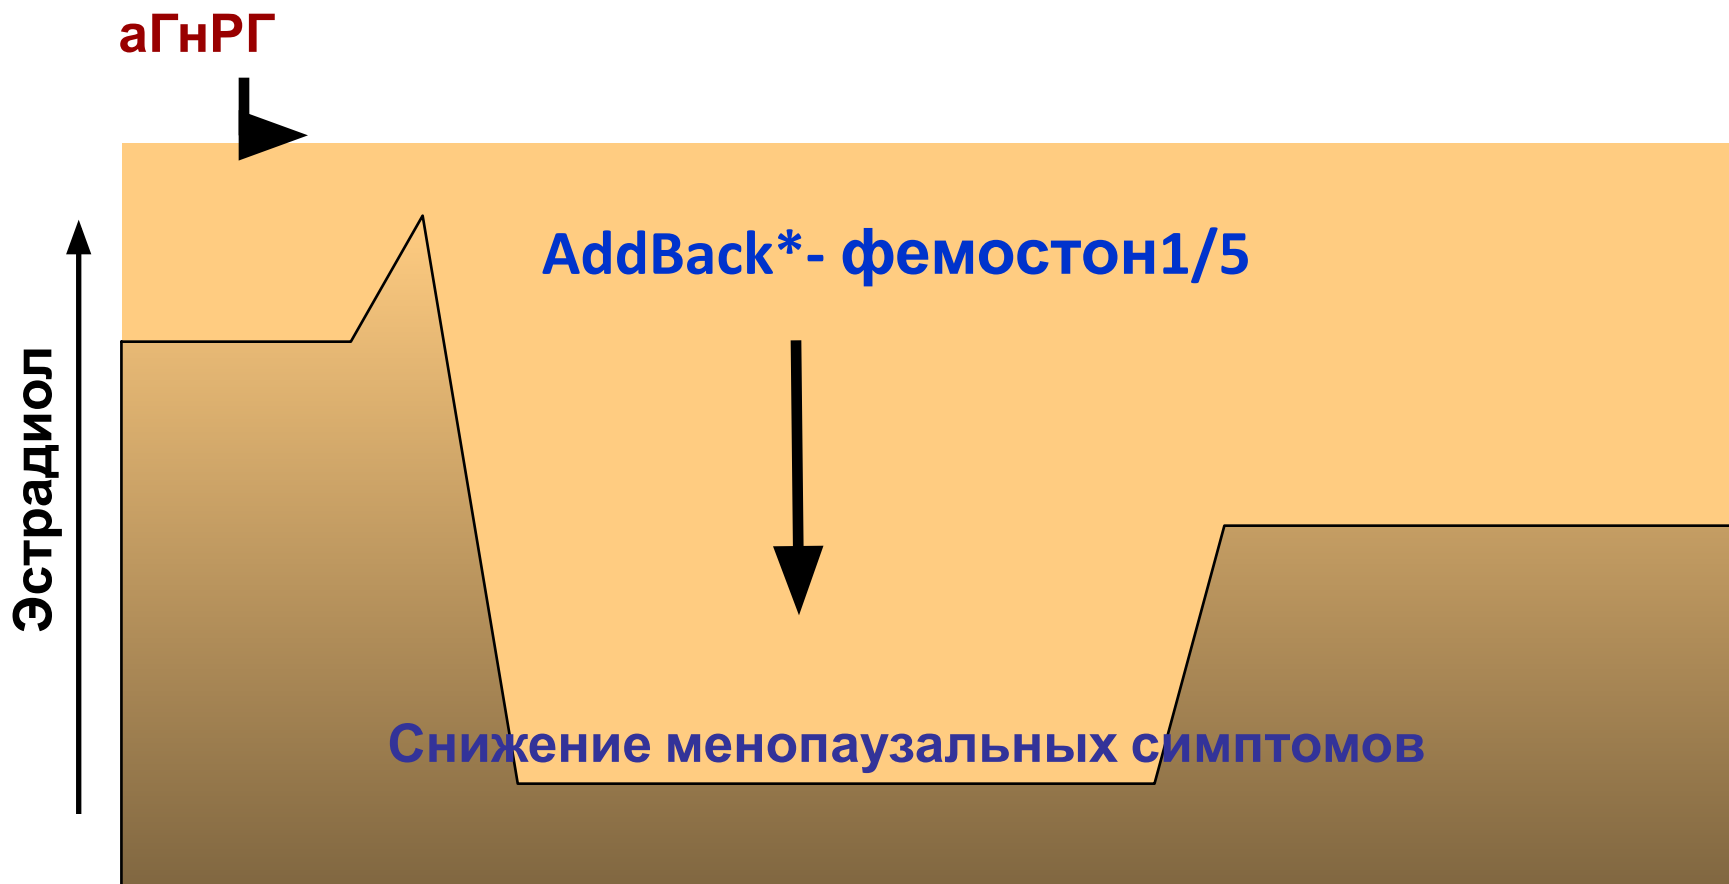 аГнРГ
AddBack*- фемостон1/5
Эстрадиол
Снижение менопаузальных симптомов